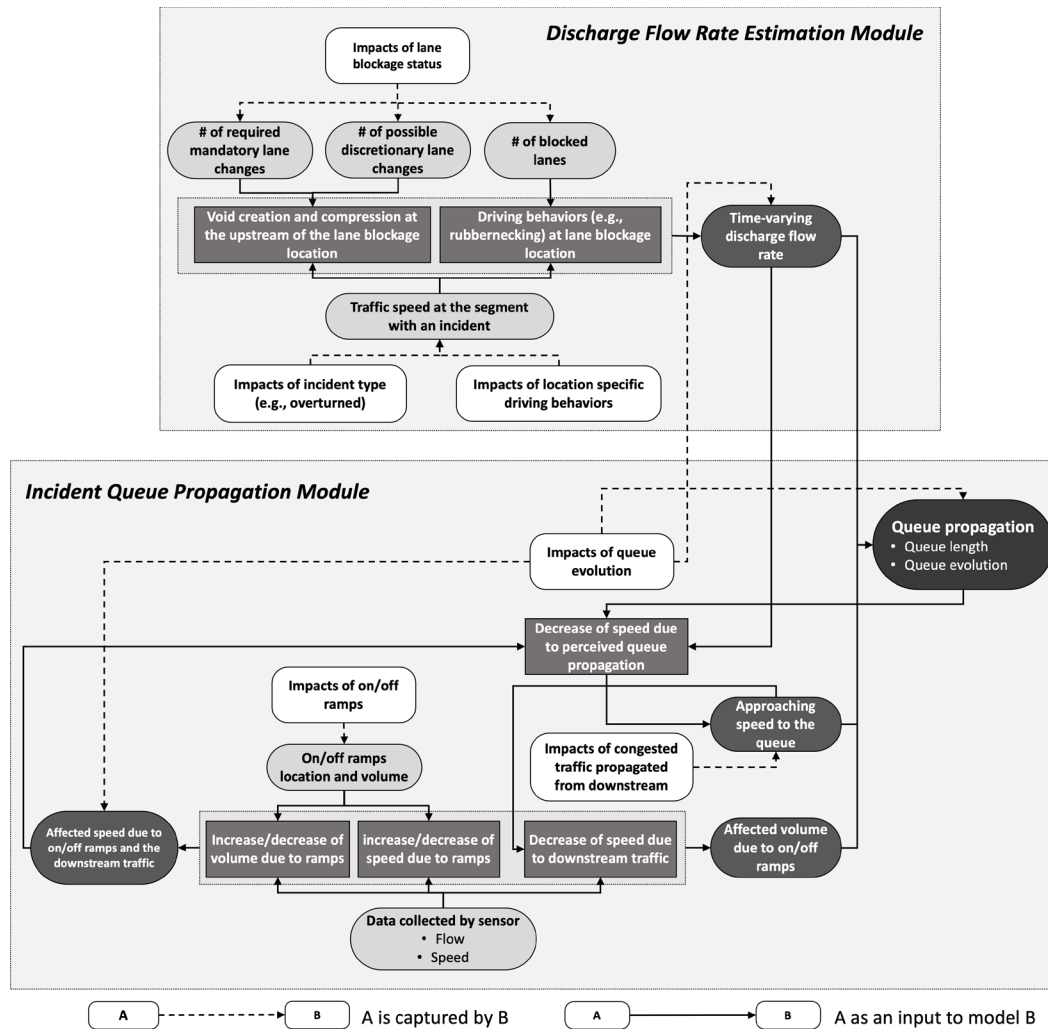 Discharge Flow Rate Estimation Module
Impacts of lane
blockage status
# of required
mandatory lane
changes
# of possible
discretionary lane
changes
# of blocked
lanes
Void creation and compression at
the upstream of the lane blockage
location
Driving behaviors (e.g.,
rubbernecking) at lane blockage
location
Time-varying
discharge flow
rate
Traffic speed at the segment
with an incident
Impacts of incident type
(e.g., overturned)
Impacts of location specific
driving behaviors
Incident Queue Propagation Module
Queue propagation
• Queue length
• Queue evolution
Impacts of queue
evolution
Decrease of speed due
to perceived queue
propagation
Impacts of on/off
ramps
Approaching
speed to the
queue
On/off ramps
location and volume
Impacts of congested
traffic propagated
from downstream
Affected speed due to
on/off ramps and the
downstream traffic
Increase/decrease of
volume due to ramps
increase/decrease of
speed due to ramps
Decrease of speed due
to downstream traffic
Affected volume
due to on/off
ramps
Data collected by sensor
• Flow
• Speed
A
B
A is captured by B
A
B
A as an input to model B